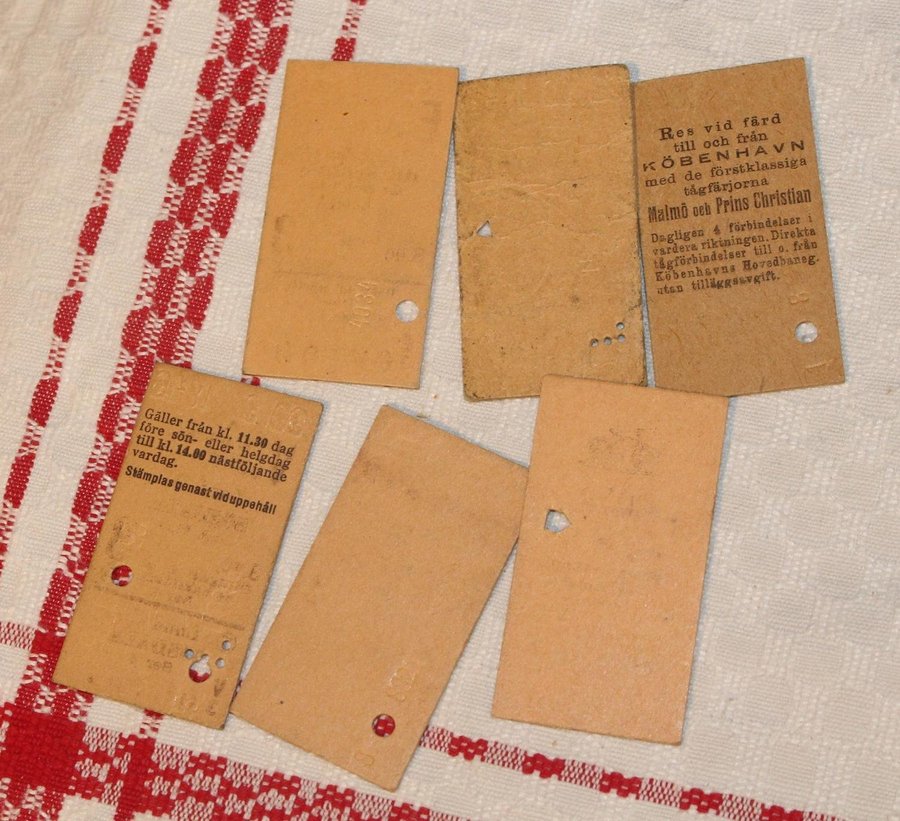 Res vid färd
till och från
KÖBENHAVN
med de förstklassiga
tågfärjorna
Malmö och Prins Christian
Dagligen 4 förbindelser i
vardera riktningen. Direkta
tågförbindelser till o. från
Köbenhavns Hovedbaneg.
utan tilläggsavgift.
4034
Gäller från kl. 11.30 dag
före sön- eller helgdag
till kl. 14.00 nästföljande
vardag.
Stämplas genast vid uppehåll